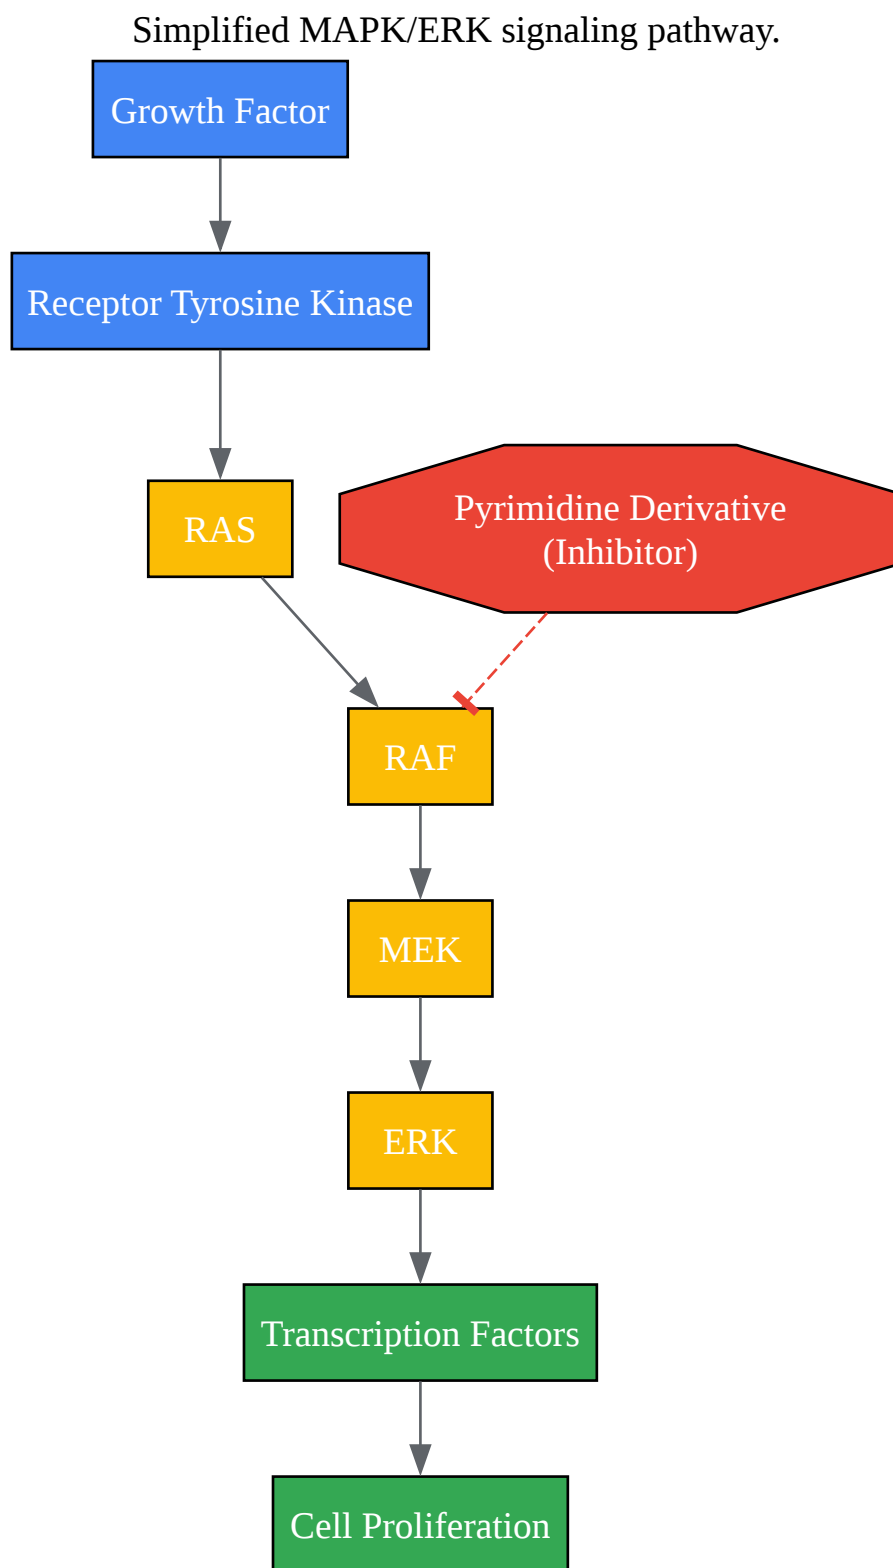 Simplified MAPK/ERK signaling pathway.
Growth Factor
Receptor Tyrosine Kinase
RAS
Pyrimidine Derivative
(Inhibitor)
RAF
MEK
ERK
Transcription Factors
Cell Proliferation